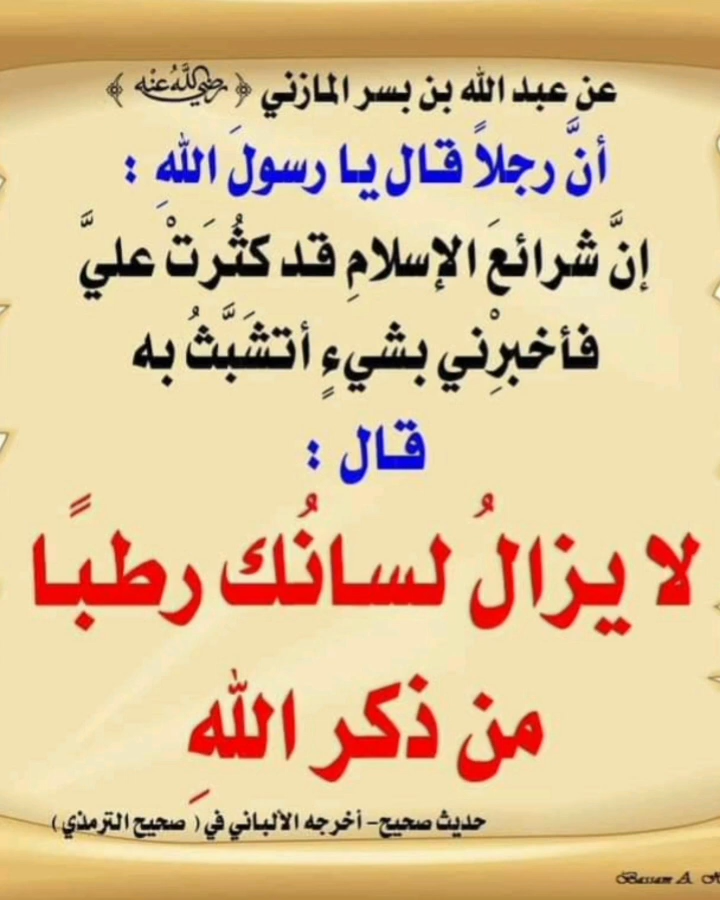 عن عبد الله بن بسر المازني ﴿ رضي الله عنه ﴾
أنَّ رجلاً قال يا رسولَ اللهِ :
إنَّ شرائعَ الإسلامِ قد كثُرَتْ عليَّ
فأخبرْني بشيءٍ أتشَبَّثُ به
قال :
لا يزالُ لسانُك رطبًا
من ذكر اللهِ
حديث صحيح- أخرجه الألباني في ( صحيح الترمذي )
Bassam A.